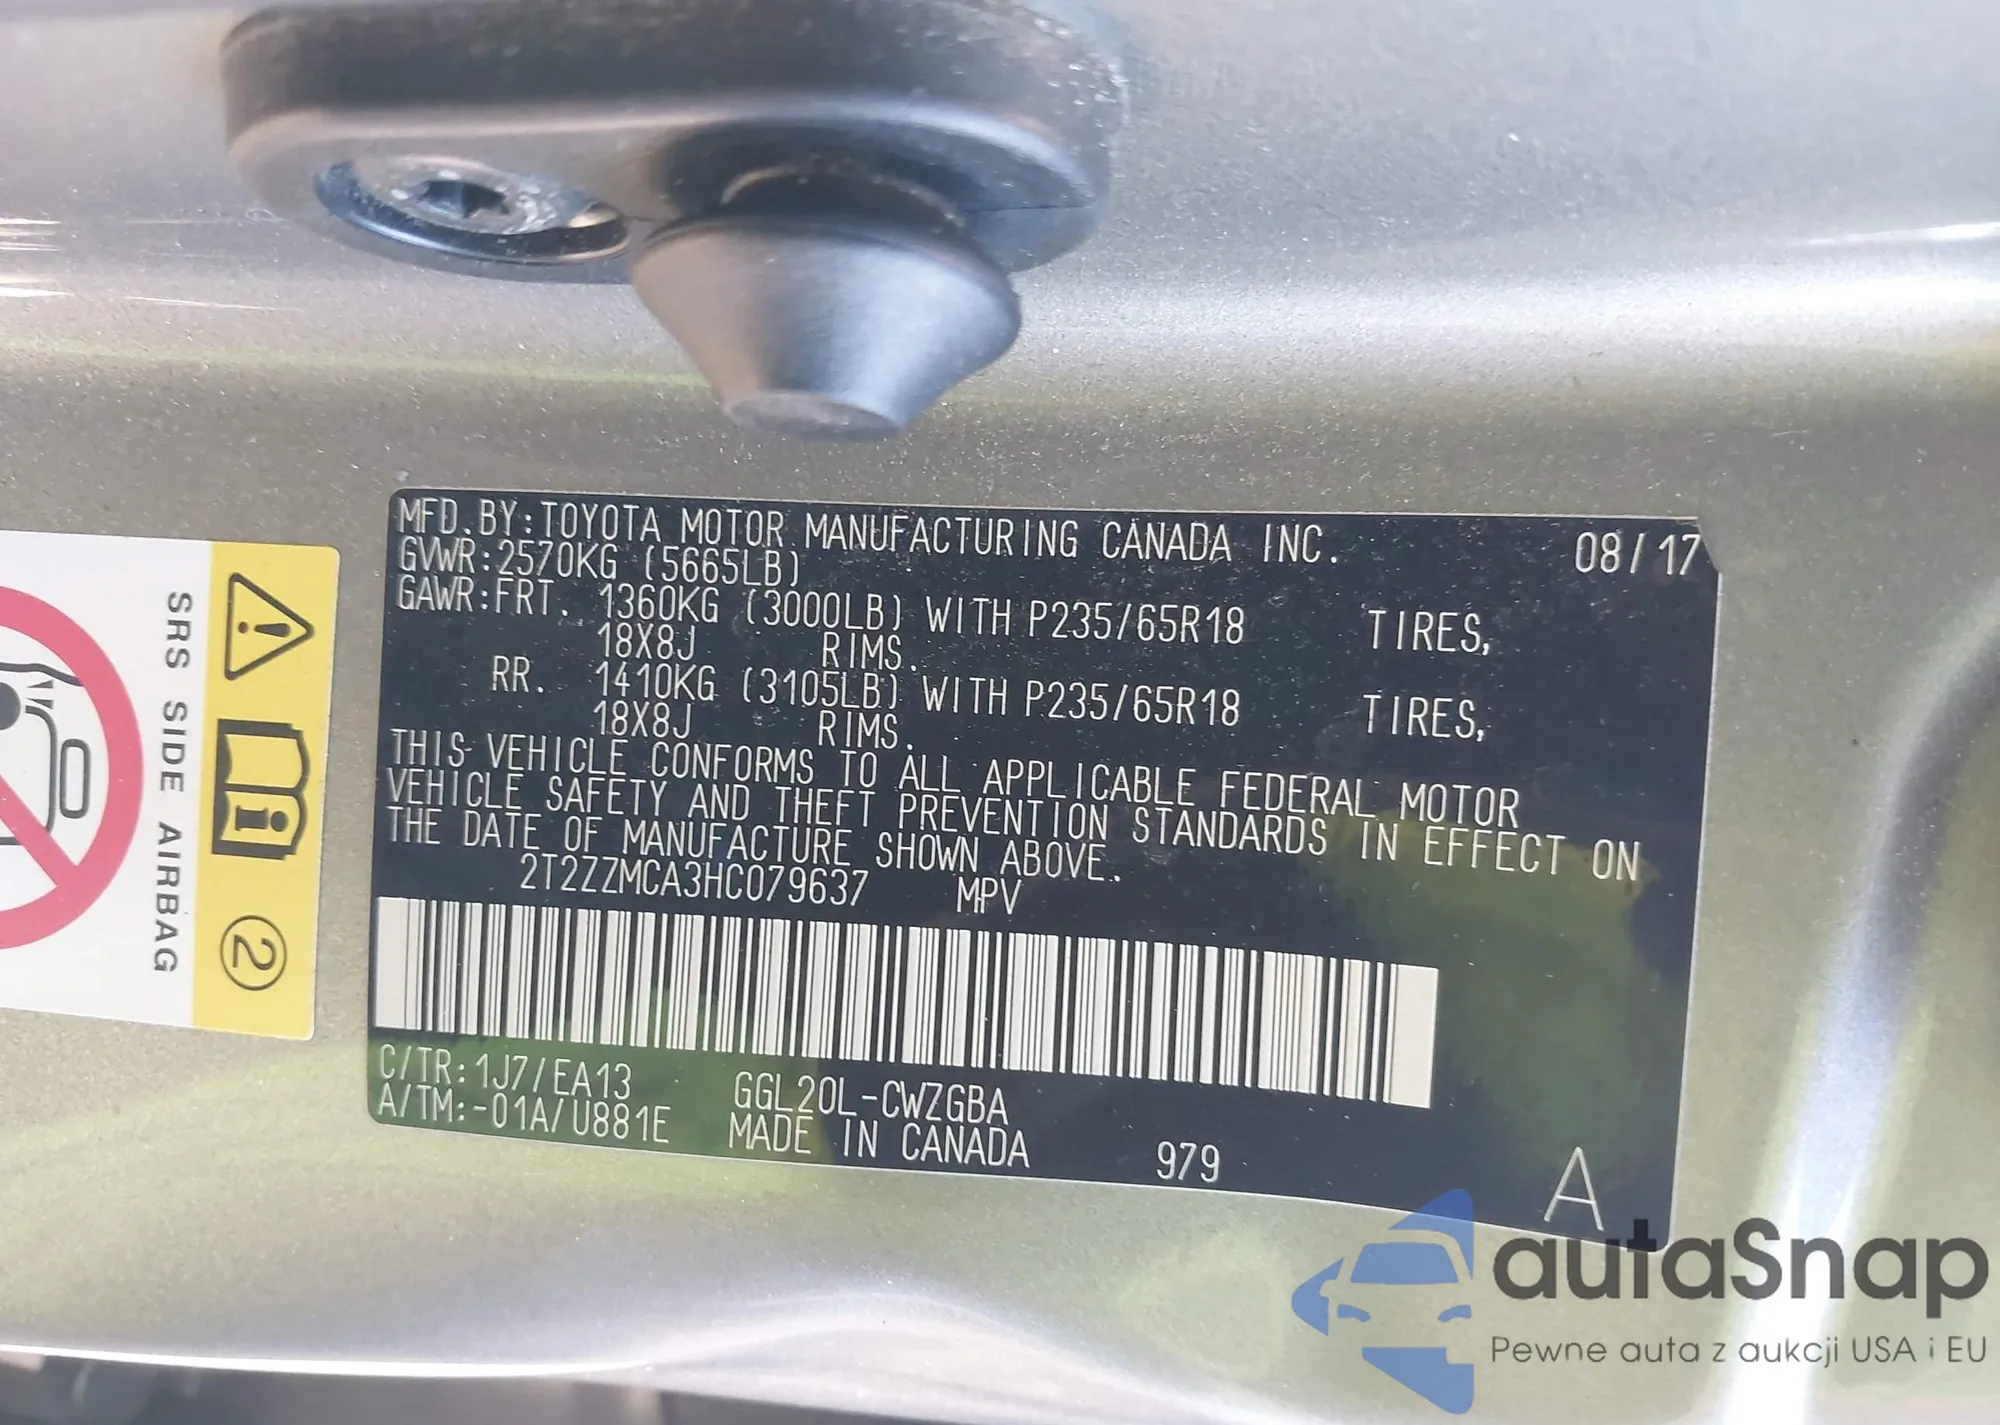 MFD.BY:TOYOTA MOTOR MANUFACTURING CANADA INC. 08/17
GVWR:2570KG (5665LB)
GAWR:FRT. 1360KG (3000LB) WITH P235/65R18 TIRES,
18X8J RIMS.
RR. 1410KG (3105LB) WITH P235/65R18 TIRES,
18X8J RIMS.
THIS VEHICLE CONFORMS TO ALL APPLICABLE FEDERAL MOTOR
VEHICLE SAFETY AND THEFT PREVENTION STANDARDS IN EFFECT ON
THE DATE OF MANUFACTURE SHOWN ABOVE.
2T2ZZMCA3HC079637 MPV
C/TR:1J7/EA13 GGL20L-CWZGBA
A/TM:-01A/U881E MADE IN CANADA 979
A
SRS SIDE AIRBAG
2
autaSnap
Pewne auta z aukcji USA i EU